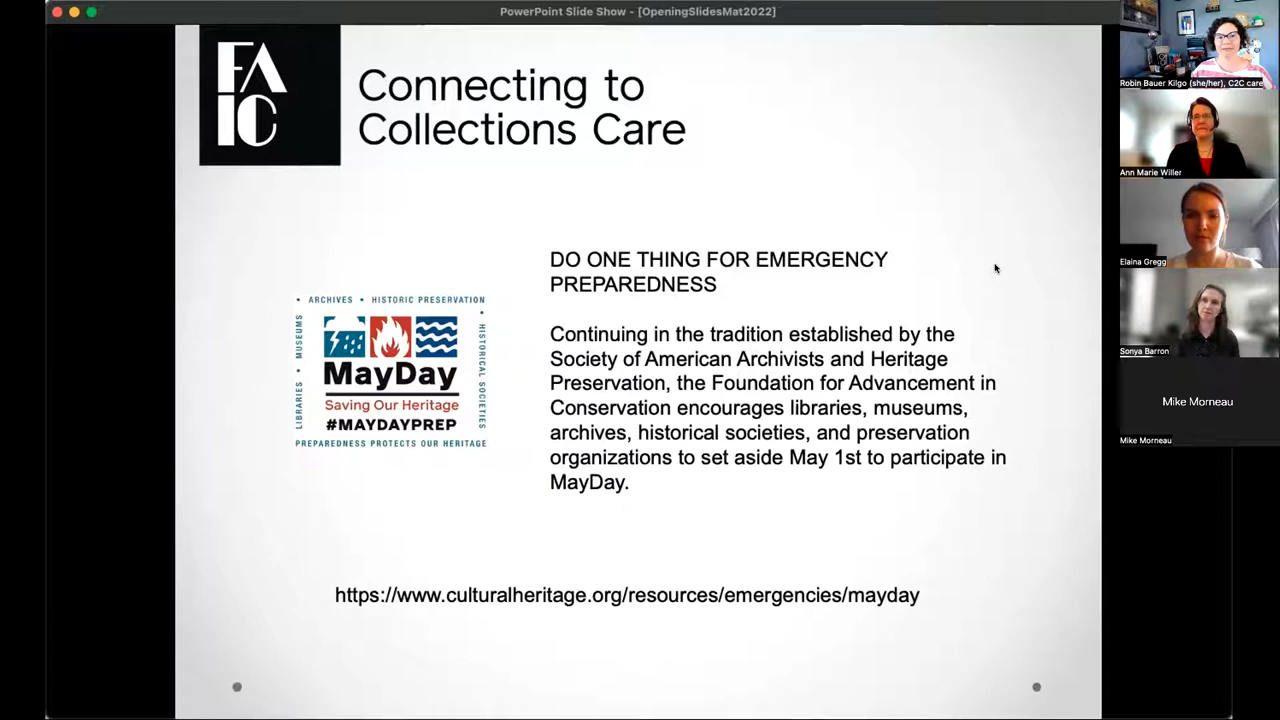 PowerPoint Slide Show - [OpeningSlidesMat2022]
FAIC
Connecting to
Collections Care
DO ONE THING FOR EMERGENCY
PREPAREDNESS
Continuing in the tradition established by the
Society of American Archivists and Heritage
Preservation, the Foundation for Advancement in
Conservation encourages libraries, museums,
archives, historical societies, and preservation
organizations to set aside May 1st to participate in
MayDay.
• ARCHIVES • HISTORIC PRESERVATION •
LIBRARIES • MUSEUMS •
HISTORICAL SOCIETIES
MayDay
Saving Our Heritage
#MAYDAYPREP
PREPAREDNESS PROTECTS OUR HERITAGE
https://www.culturalheritage.org/resources/emergencies/mayday
Robin Bauer Kilgo (she/her), C2C care
Ann Marie Willer
Elaina Gregg
Sonya Barron
Mike Morneau
Mike Morneau